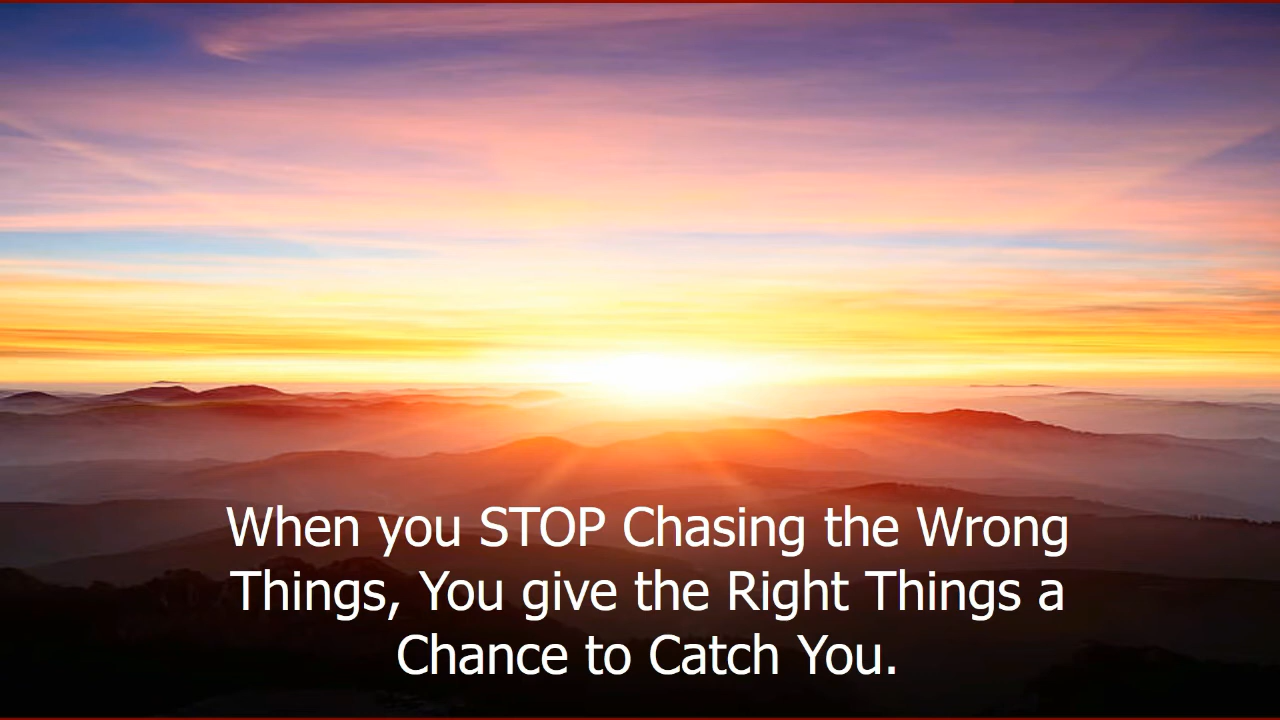 When you STOP Chasing the Wrong
Things, You give the Right Things a
Chance to Catch You.